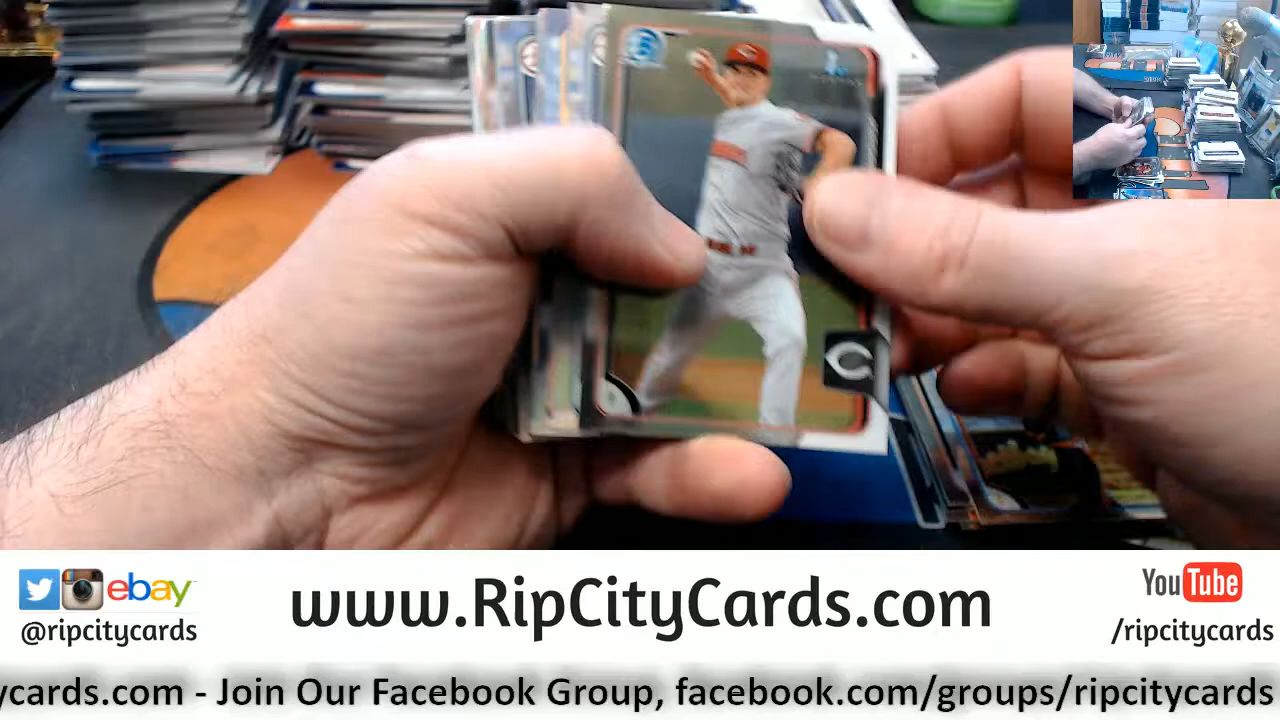 ebay
@ripcitycards
www.RipCityCards.com
YouTube
/ripcitycards
ycards.com - Join Our Facebook Group, facebook.com/groups/ripcitycards